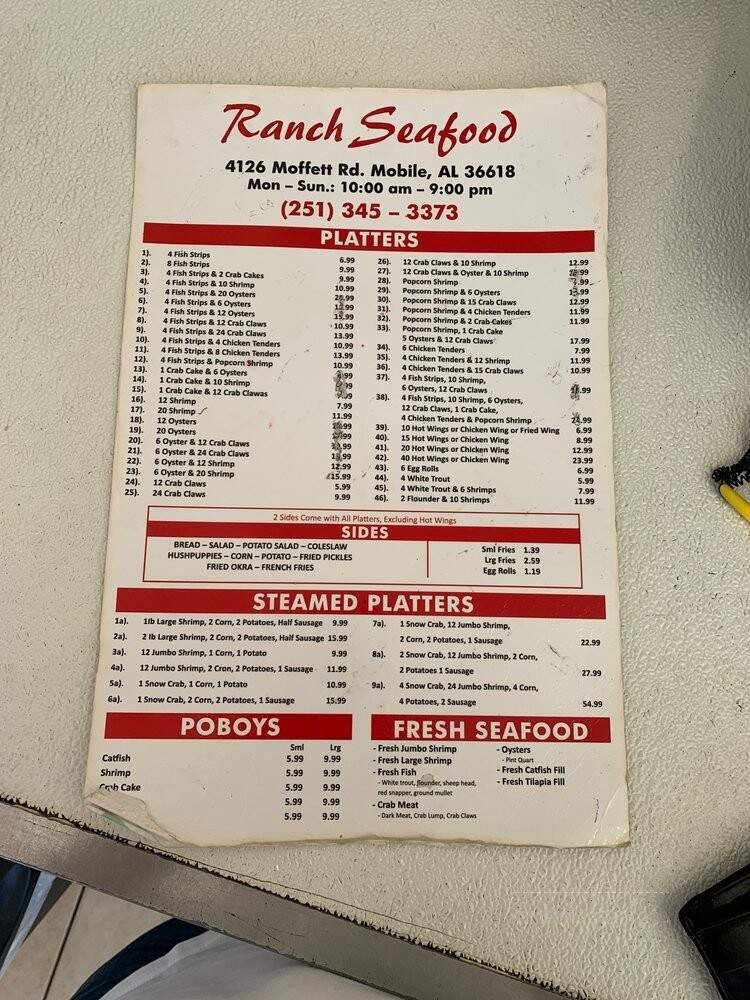 Ranch Seafood
4126 Moffett Rd. Mobile, AL 36618
Mon – Sun.: 10:00 am – 9:00 pm
(251) 345 – 3373
PLATTERS
1). 4 Fish Strips 6.99
2). 8 Fish Strips 9.99
3). 4 Fish Strips & 2 Crab Cakes 9.99
4). 4 Fish Strips & 10 Shrimp 10.99
5). 4 Fish Strips & 20 Oysters
6). 4 Fish Strips & 6 Oysters
7). 4 Fish Strips & 12 Oysters 15.99
8). 4 Fish Strips & 12 Crab Claws 10.99
9). 4 Fish Strips & 24 Crab Claws 13.99
10). 4 Fish Strips & 4 Chicken Tenders 10.99
11). 4 Fish Strips & 8 Chicken Tenders 13.99
12). 4 Fish Strips & Popcorn Shrimp 10.99
13). 1 Crab Cake & 6 Oysters
14). 1 Crab Cake & 10 Shrimp
15). 1 Crab Cake & 12 Crab Clawas 7.99
16). 12 Shrimp 7.99
17). 20 Shrimp 11.99
18). 12 Oysters
19). 20 Oysters
20). 6 Oyster & 12 Crab Claws
21). 6 Oyster & 24 Crab Claws
22). 6 Oyster & 12 Shrimp 12.99
23). 6 Oyster & 20 Shrimp 15.99
24). 12 Crab Claws 5.99
25). 24 Crab Claws 9.99
26). 12 Crab Claws & 10 Shrimp 12.99
27). 12 Crab Claws & Oyster & 10 Shrimp
28). Popcorn Shrimp 7.99
29). Popcorn Shrimp & 6 Oysters
30). Popcorn Shrimp & 15 Crab Claws 12.99
31). Popcorn Shrimp & 4 Chicken Tenders 11.99
32). Popcorn Shrimp & 2 Crab Cakes 11.99
33). Popcorn Shrimp, 1 Crab Cake
5 Oysters & 12 Crab Claws 17.99
34). 6 Chicken Tenders 7.99
35). 4 Chicken Tenders & 12 Shrimp 11.99
36). 4 Chicken Tenders & 15 Crab Claws 10.99
37). 4 Fish Strips, 10 Shrimp,
6 Oysters, 12 Crab Claws
38). 4 Fish Strips, 10 Shrimp, 6 Oysters,
12 Crab Claws, 1 Crab Cake,
4 Chicken Tenders & Popcorn Shrimp 24.99
39). 10 Hot Wings or Chicken Wing or Fried Wing 6.99
40). 15 Hot Wings or Chicken Wing 8.99
41). 20 Hot Wings or Chicken Wing 12.99
42). 40 Hot Wings or Chicken Wing 23.99
43). 6 Egg Rolls 6.99
44). 4 White Trout 5.99
45). 4 White Trout & 6 Shrimps 7.99
46). 2 Flounder & 10 Shrimps 11.99
2 Sides Come with All Platters, Excluding Hot Wings
SIDES
BREAD – SALAD – POTATO SALAD – COLESLAW
HUSHPUPPIES – CORN – POTATO – FRIED PICKLES
FRIED OKRA – FRENCH FRIES
Sml Fries 1.39
Lrg Fries 2.59
Egg Rolls 1.19
STEAMED PLATTERS
1a). 1lb Large Shrimp, 2 Corn, 2 Potatoes, Half Sausage 9.99
2a). 2 lb Large Shrimp, 2 Corn, 2 Potatoes, Half Sausage 15.99
3a). 12 Jumbo Shrimp, 1 Corn, 1 Potato 9.99
4a). 12 Jumbo Shrimp, 2 Cron, 2 Potatoes, 1 Sausage 11.99
5a). 1 Snow Crab, 1 Corn, 1 Potato 10.99
6a). 1 Snow Crab, 2 Corn, 2 Potatoes, 1 Sausage 15.99
7a). 1 Snow Crab, 12 Jumbo Shrimp,
2 Corn, 2 Potatoes, 1 Sausage 22.99
8a). 2 Snow Crab, 12 Jumbo Shrimp, 2 Corn,
2 Potatoes 1 Sausage 27.99
9a). 4 Snow Crab, 24 Jumbo Shrimp, 4 Corn,
4 Potatoes, 2 Sausage 54.99
POBOYS
Sml Lrg
Catfish 5.99 9.99
Shrimp 5.99 9.99
Crab Cake 5.99 9.99
5.99 9.99
5.99 9.99
FRESH SEAFOOD
- Fresh Jumbo Shrimp
- Fresh Large Shrimp
- Fresh Fish
- White trout, flounder, sheep head,
red snapper, ground mullet
- Crab Meat
- Dark Meat, Crab Lump, Crab Claws
- Oysters
- Pint Quart
- Fresh Catfish Fill
- Fresh Tilapia Fill